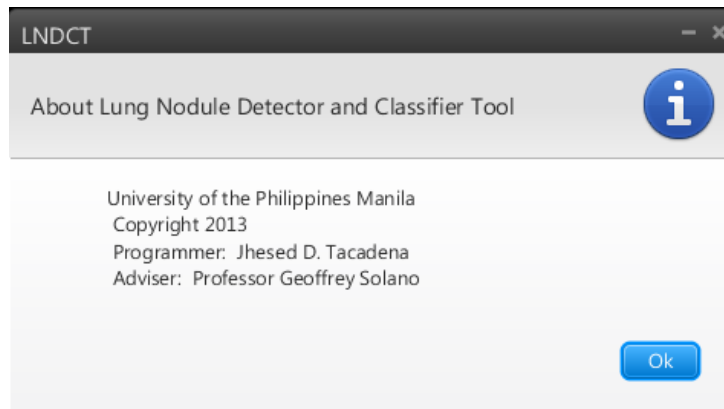 LNDCT
About Lung Nodule Detector and Classifier Tool
University of the Philippines Manila
Copyright 2013
Programmer: Jhesed D. Tacadena
Adviser: Professor Geoffrey Solano
Ok